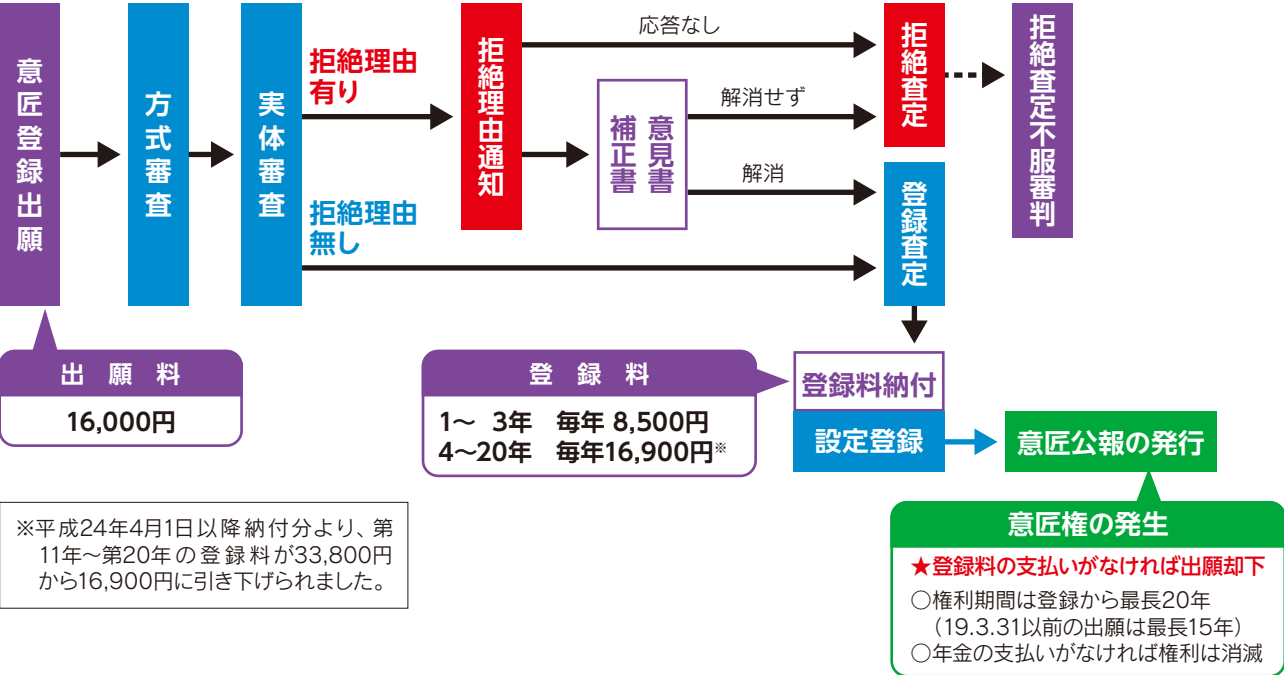 意匠登録出願
方式審査
実体審査
拒絶理由
有り
拒絶理由
無し
拒絶理由通知
応答なし
意見書
補正書
解消せず
解消
拒絶査定
登録査定
拒絶査定不服審判
出願料
16,000円
登録料
1～ 3年 毎年 8,500円
4～20年 毎年16,900円※
登録料納付
設定登録
意匠公報の発行
※平成24年4月1日以降納付分より、第
11年～第20年の登録料が33,800円
から16,900円に引き下げられました。
意匠権の発生
★登録料の支払いがなければ出願却下
○権利期間は登録から最長20年
（19.3.31以前の出願は最長15年）
○年金の支払いがなければ権利は消滅